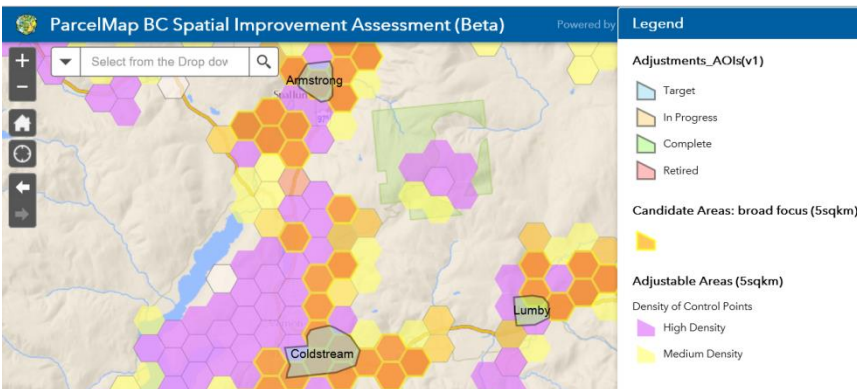 ParcelMap BC Spatial Improvement Assessment (Beta)
Powered by
Legend
Select from the Drop dow
Adjustments_AOIs(v1)
Target
In Progress
Complete
Retired
Candidate Areas: broad focus (5sqkm)
Adjustable Areas (5sqkm)
Density of Control Points
High Density
Medium Density
Armstrong
Lumby
Coldstream